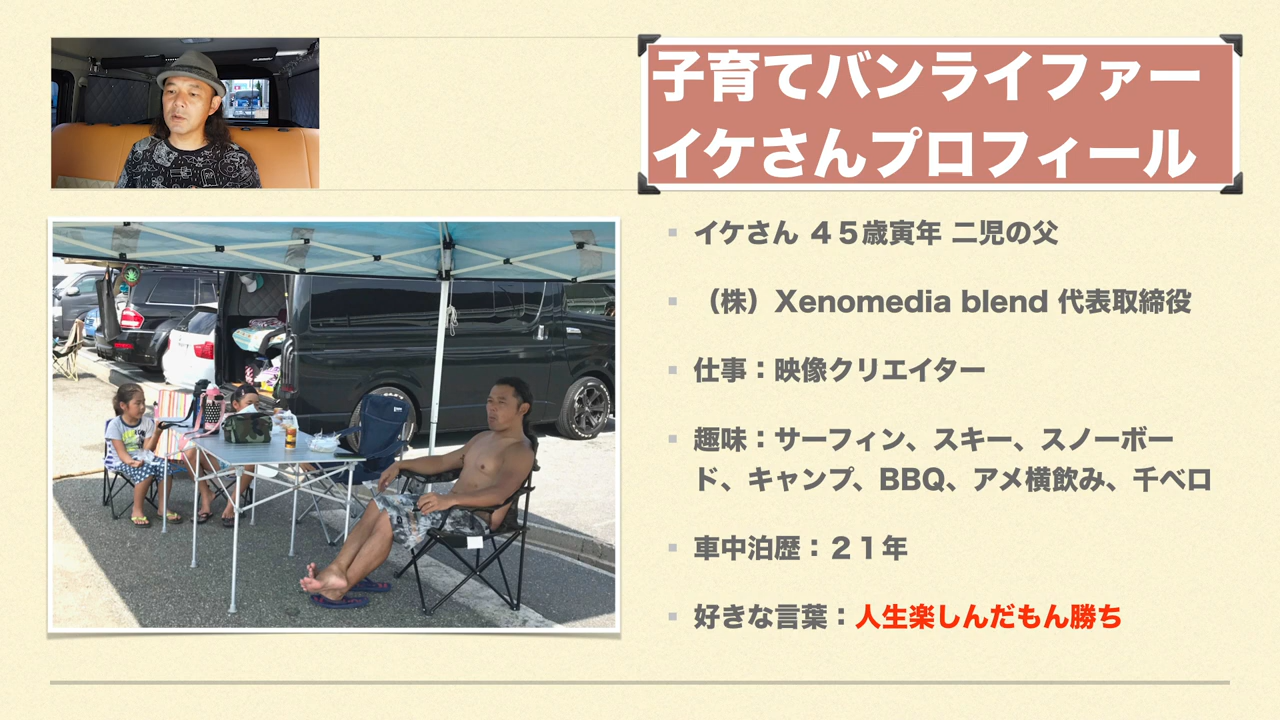 子育てバンライファー
イケさんプロフィール
イケさん ４５歳寅年 二児の父
（株）Xenomedia blend 代表取締役
仕事：映像クリエイター
趣味：サーフィン、スキー、スノーボー
ド、キャンプ、BBQ、アメ横飲み、千ベロ
車中泊歴：２１年
好きな言葉：人生楽しんだもん勝ち